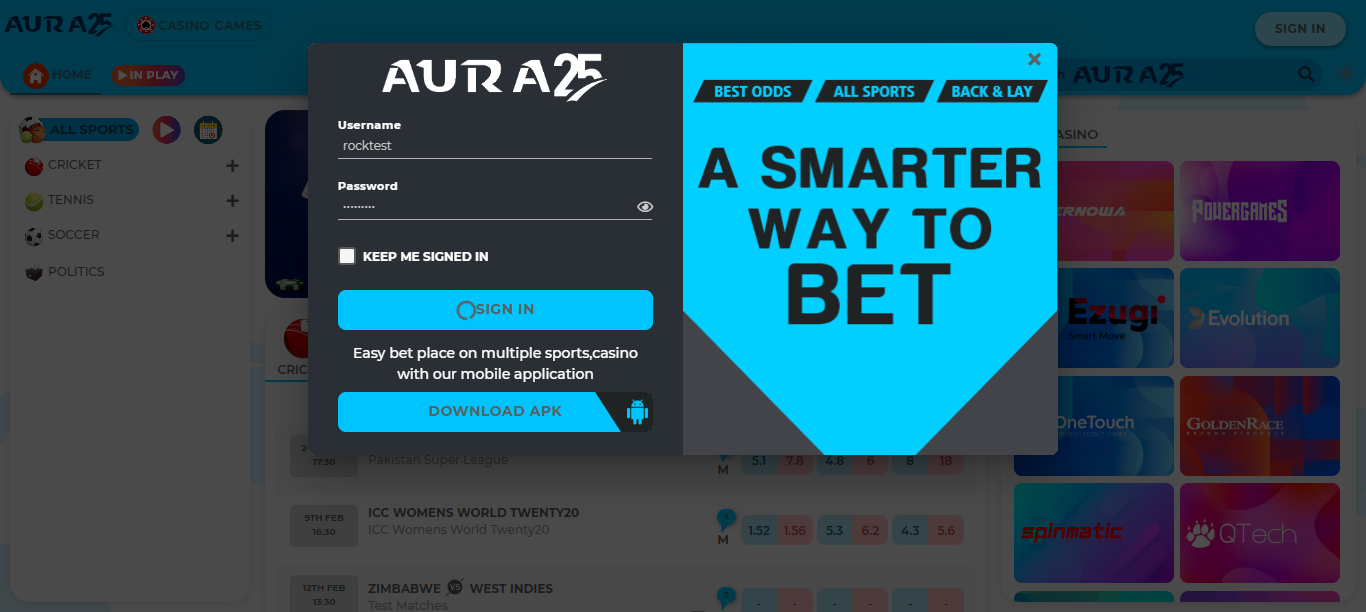 AURA25
CASINO GAMES
SIGN IN
HOME
IN PLAY
AURA25
ALL SPORTS
CRICKET
TENNIS
SOCCER
POLITICS
AURA25
Username
rocktest
Password
KEEP ME SIGNED IN
SIGN IN
Easy bet place on multiple sports,casino
with our mobile application
DOWNLOAD APK
BEST ODDS
ALL SPORTS
BACK & LAY
A SMARTER
WAY TO
BET
CRIC
17:30
Pakistan Super League
M
5.1 7.8 4.8 6 8 18
9TH FEB
16:30
ICC WOMENS WORLD TWENTY20
ICC Womens World Twenty20
1
M
1.52 1.56 5.3 6.2 4.3 5.6
12TH FEB
13:30
ZIMBABWE VS WEST INDIES
Test Matches
2
- - - - - -
ASINO
ERNOWA
POWERGAMES
Ezugi
Smart Move
Evolution
OneTouch
GOLDENRACE
BEYOND VIRTUALS
spinmatic
QTech